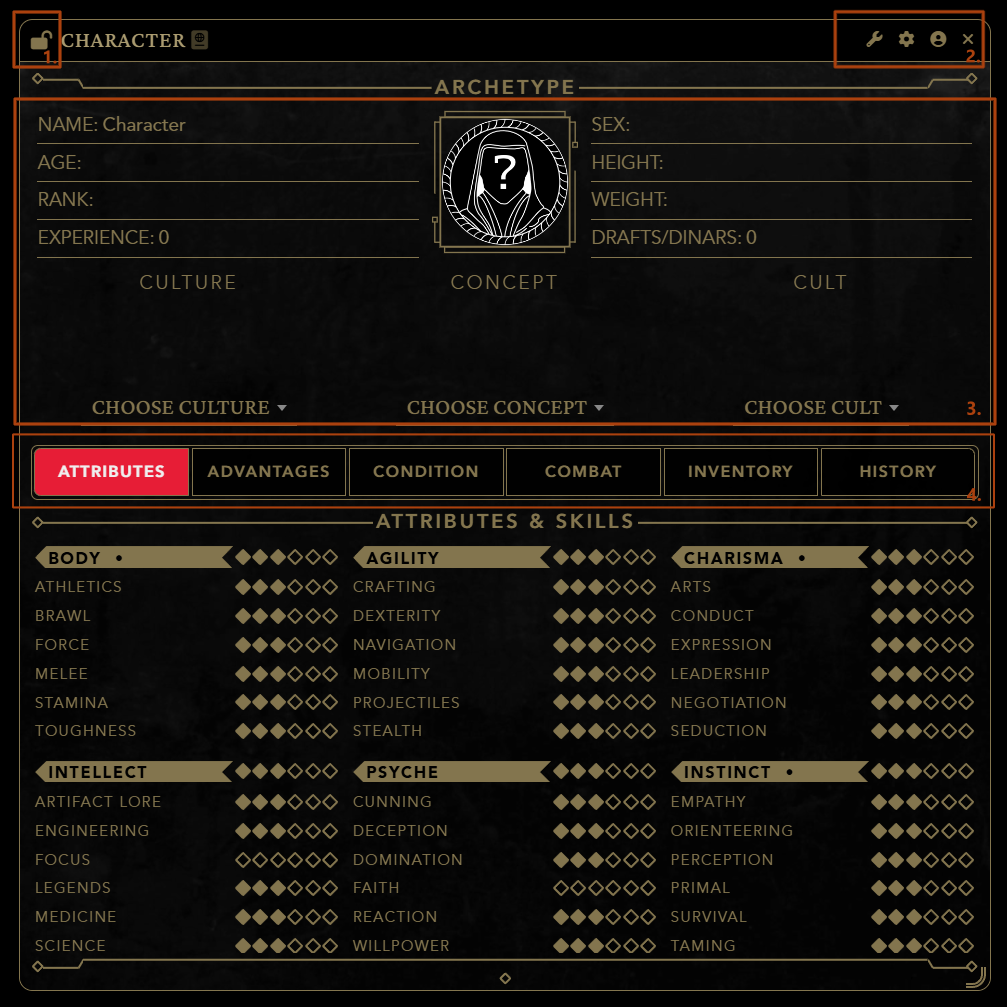 1. CHARACTER 2.
ARCHETYPE
NAME: Character SEX:
AGE: ? HEIGHT:
RANK: WEIGHT:
EXPERIENCE: 0 DRAFTS/DINARS: 0
CULTURE CONCEPT CULT
CHOOSE CULTURE CHOOSE CONCEPT CHOOSE CULT 3.
ATTRIBUTES ADVANTAGES CONDITION COMBAT INVENTORY HISTORY
4.
ATTRIBUTES & SKILLS
BODY • AGILITY CHARISMA •
ATHLETICS CRAFTING ARTS
BRAWL DEXTERITY CONDUCT
FORCE NAVIGATION EXPRESSION
MELEE MOBILITY LEADERSHIP
STAMINA PROJECTILES NEGOTIATION
TOUGHNESS STEALTH SEDUCTION
INTELLECT PSYCHE INSTINCT •
ARTIFACT LORE CUNNING EMPATHY
ENGINEERING DECEPTION ORIENTEERING
FOCUS DOMINATION PERCEPTION
LEGENDS FAITH PRIMAL
MEDICINE REACTION SURVIVAL
SCIENCE WILLPOWER TAMING